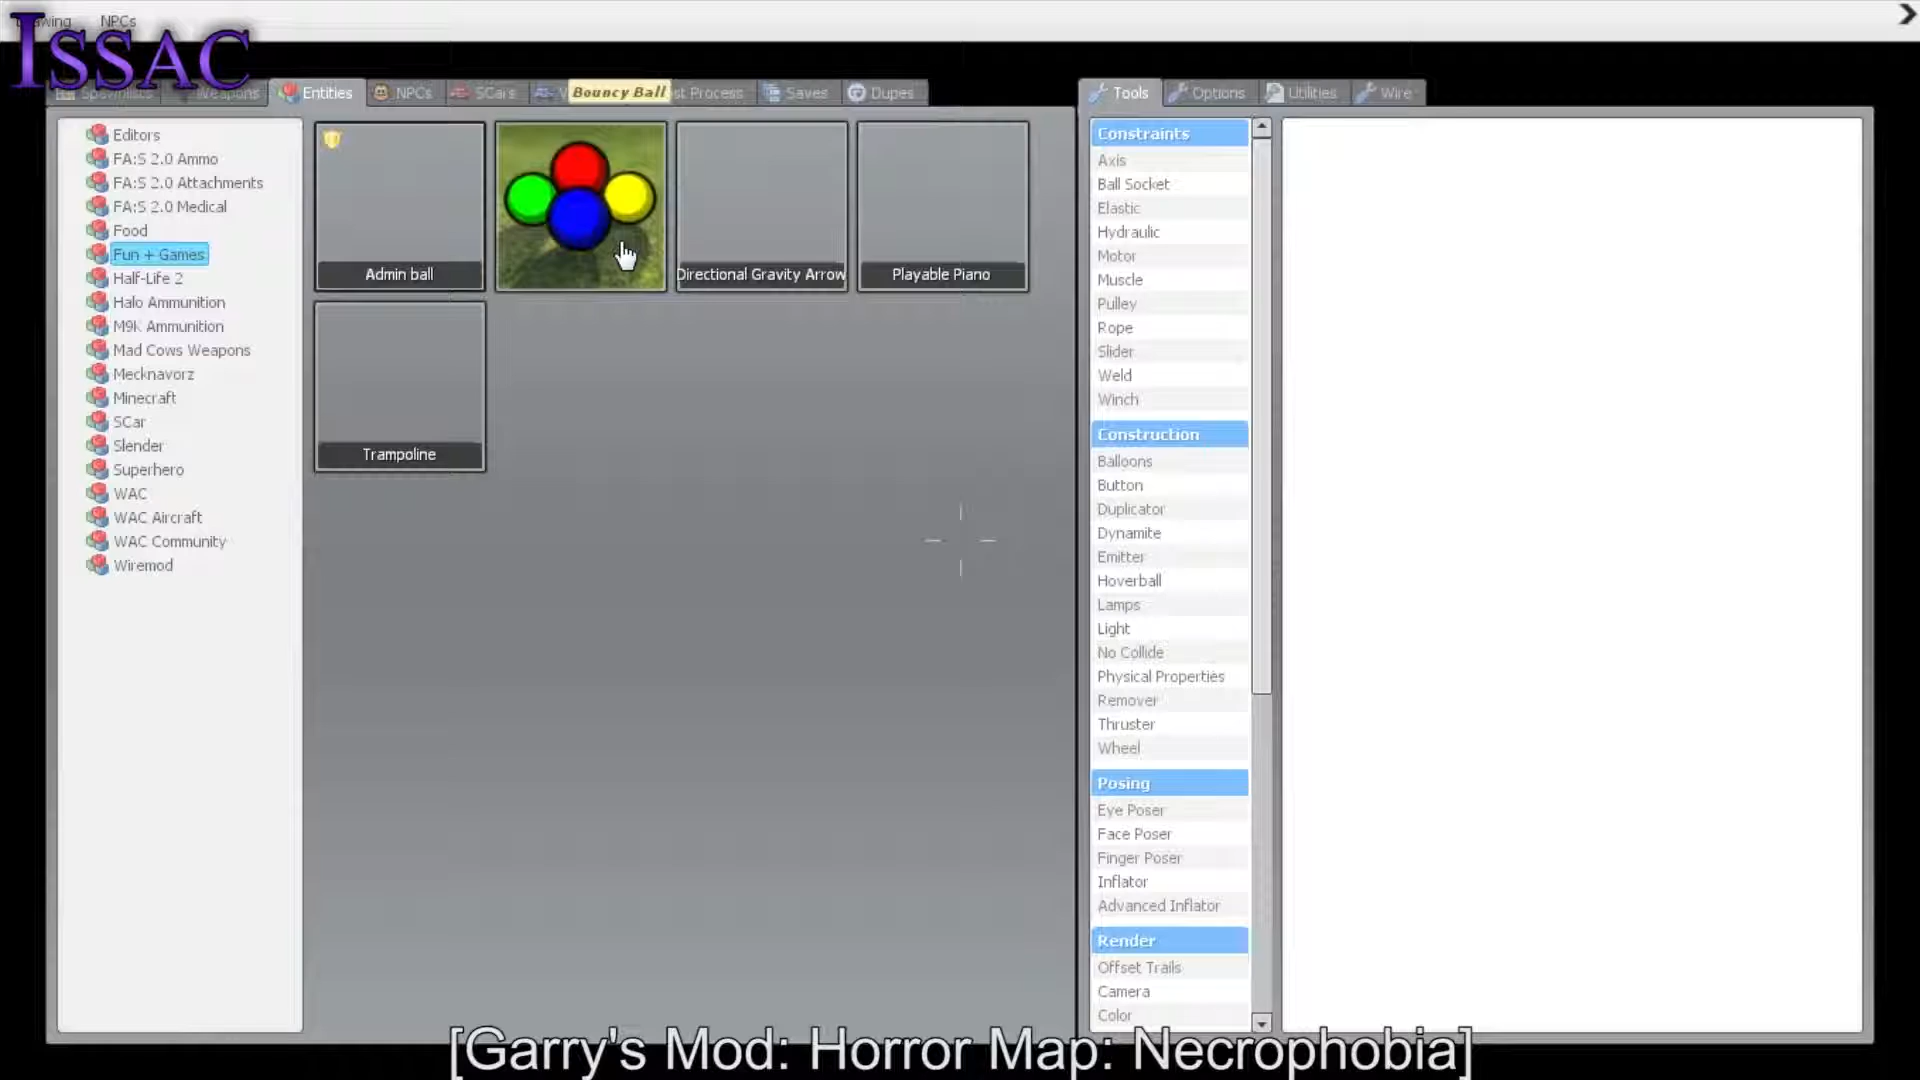 NPCs
ISSAC
Spawnlists
Weapons
Entities
NPCs
SCars
Bouncy Ball
Process
Saves
Dupes
Tools
Options
Utilities
Wire
Editors
FA:S 2.0 Ammo
FA:S 2.0 Attachments
FA:S 2.0 Medical
Food
Fun + Games
Half-Life 2
Halo Ammunition
M9K Ammunition
Mad Cows Weapons
Mecknavorz
Minecraft
SCar
Slender
Superhero
WAC
WAC Aircraft
WAC Community
Wiremod
Admin ball
Directional Gravity Arrow
Playable Piano
Trampoline
Constraints
Axis
Ball Socket
Elastic
Hydraulic
Motor
Muscle
Pulley
Rope
Slider
Weld
Winch
Construction
Balloons
Button
Duplicator
Dynamite
Emitter
Hoverball
Lamps
Light
No Collide
Physical Properties
Remover
Thruster
Wheel
Posing
Eye Poser
Face Poser
Finger Poser
Inflator
Advanced Inflator
Render
Offset Trails
Camera
Color
[Garry's Mod: Horror Map: Necrophobia]